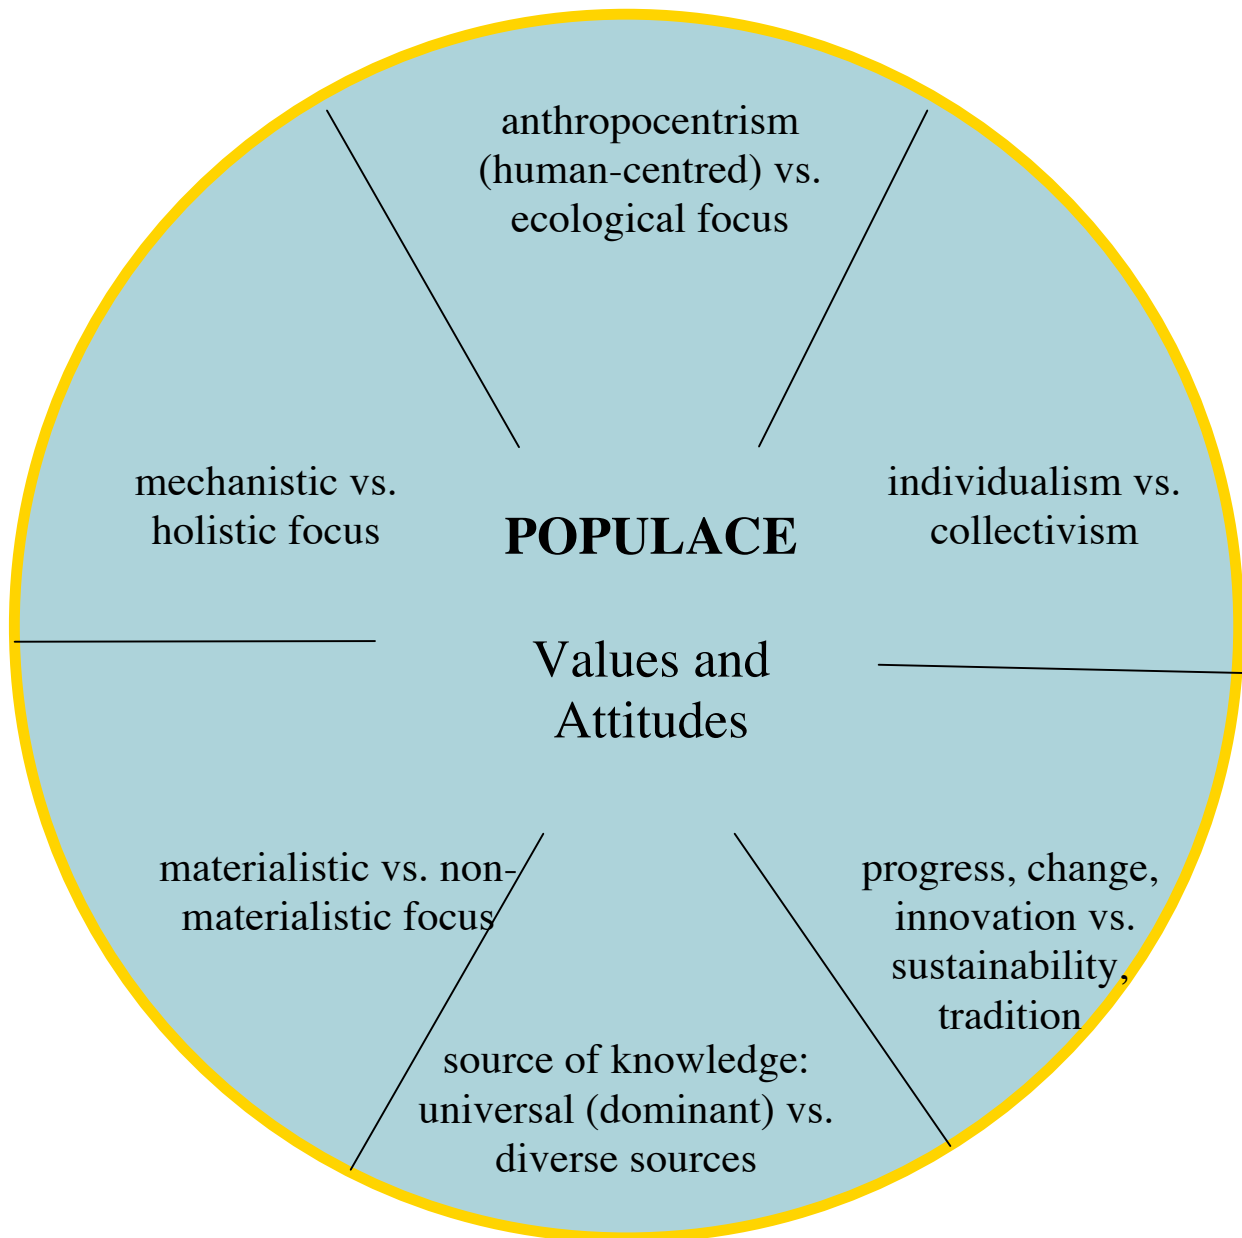 anthropocentrism
(human-centred) vs.
ecological focus
mechanistic vs.
holistic focus
individualism vs.
collectivism
POPULACE
Values and
Attitudes
materialistic vs. non-
materialistic focus
progress, change,
innovation vs.
sustainability,
tradition
source of knowledge:
universal (dominant) vs.
diverse sources